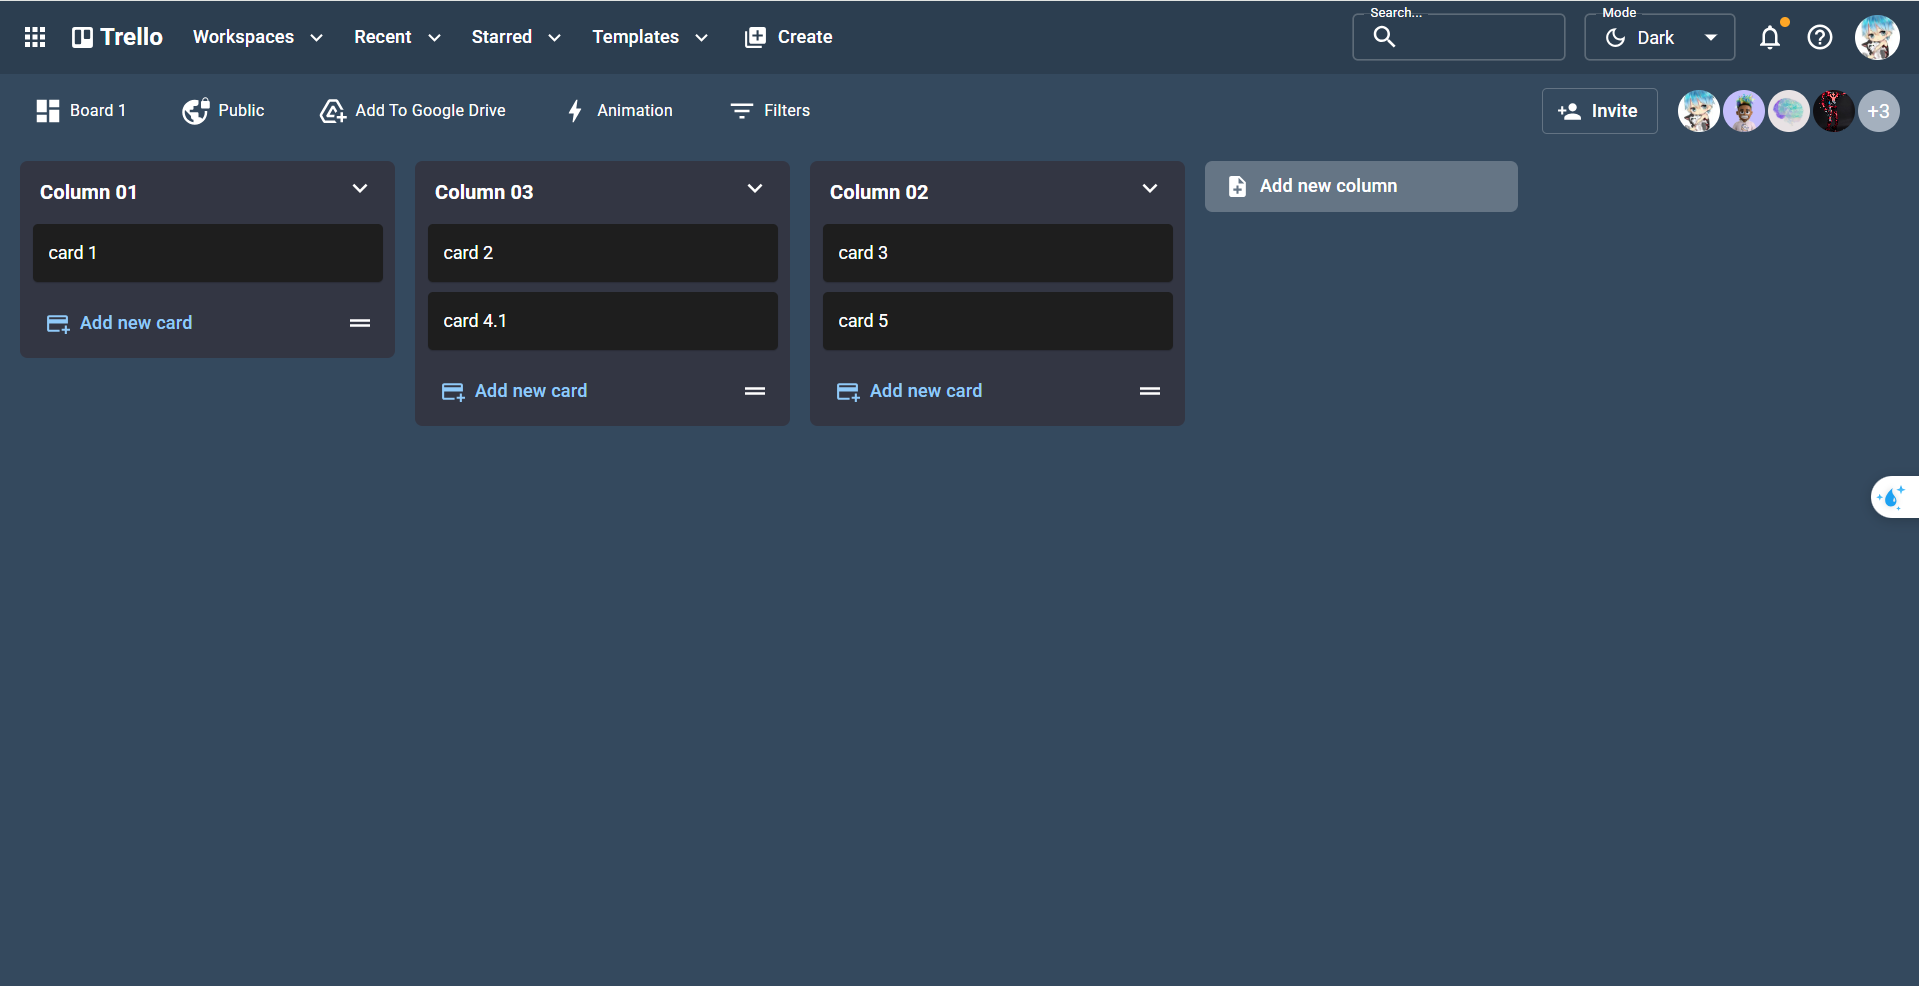 Trello Workspaces Recent Starred Templates Create Search... Mode Dark
Board 1 Public Add To Google Drive Animation Filters Invite +3
Column 01
card 1
Add new card
Column 03
card 2
card 4.1
Add new card
Column 02
card 3
card 5
Add new card
Add new column